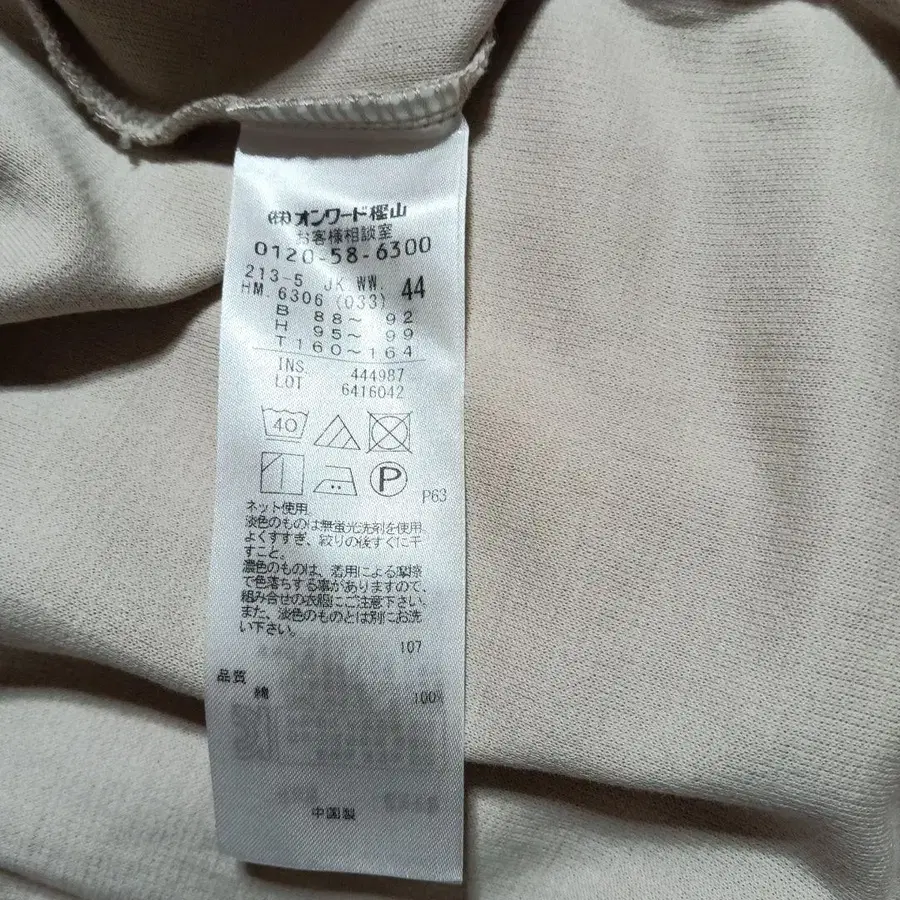 (株)オンワード樫山
お客様相談室
0120-58-6300
213-5 JK WW. 44
HM. 6306 (033)
B 88～ 92
H 95～ 99
T160～164
INS. 444987
LOT 6416042
40
P
P63
ネット使用
淡色のものは無蛍光洗剤を使用
よくすすぎ、絞りの後すぐに干
すこと。
濃色のものは、着用による摩擦
で色落ちする事がありますので、
組み合せの衣服にご注意下さい。
また、淡色のものとは別にお洗
い下さい。
107
品質
綿 100%
中国製